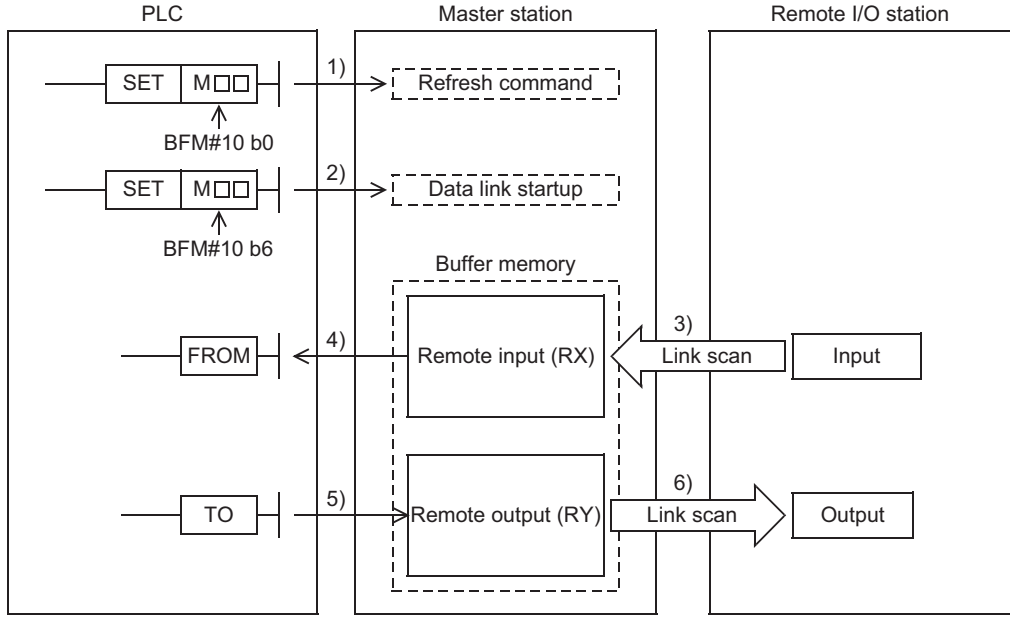 PLC Master station Remote I/O station
SET M□□ 1) Refresh command
BFM#10 b0
SET M□□ 2) Data link startup
BFM#10 b6
Buffer memory
FROM 4) Remote input (RX) 3) Link scan Input
TO 5) Remote output (RY) 6) Link scan Output